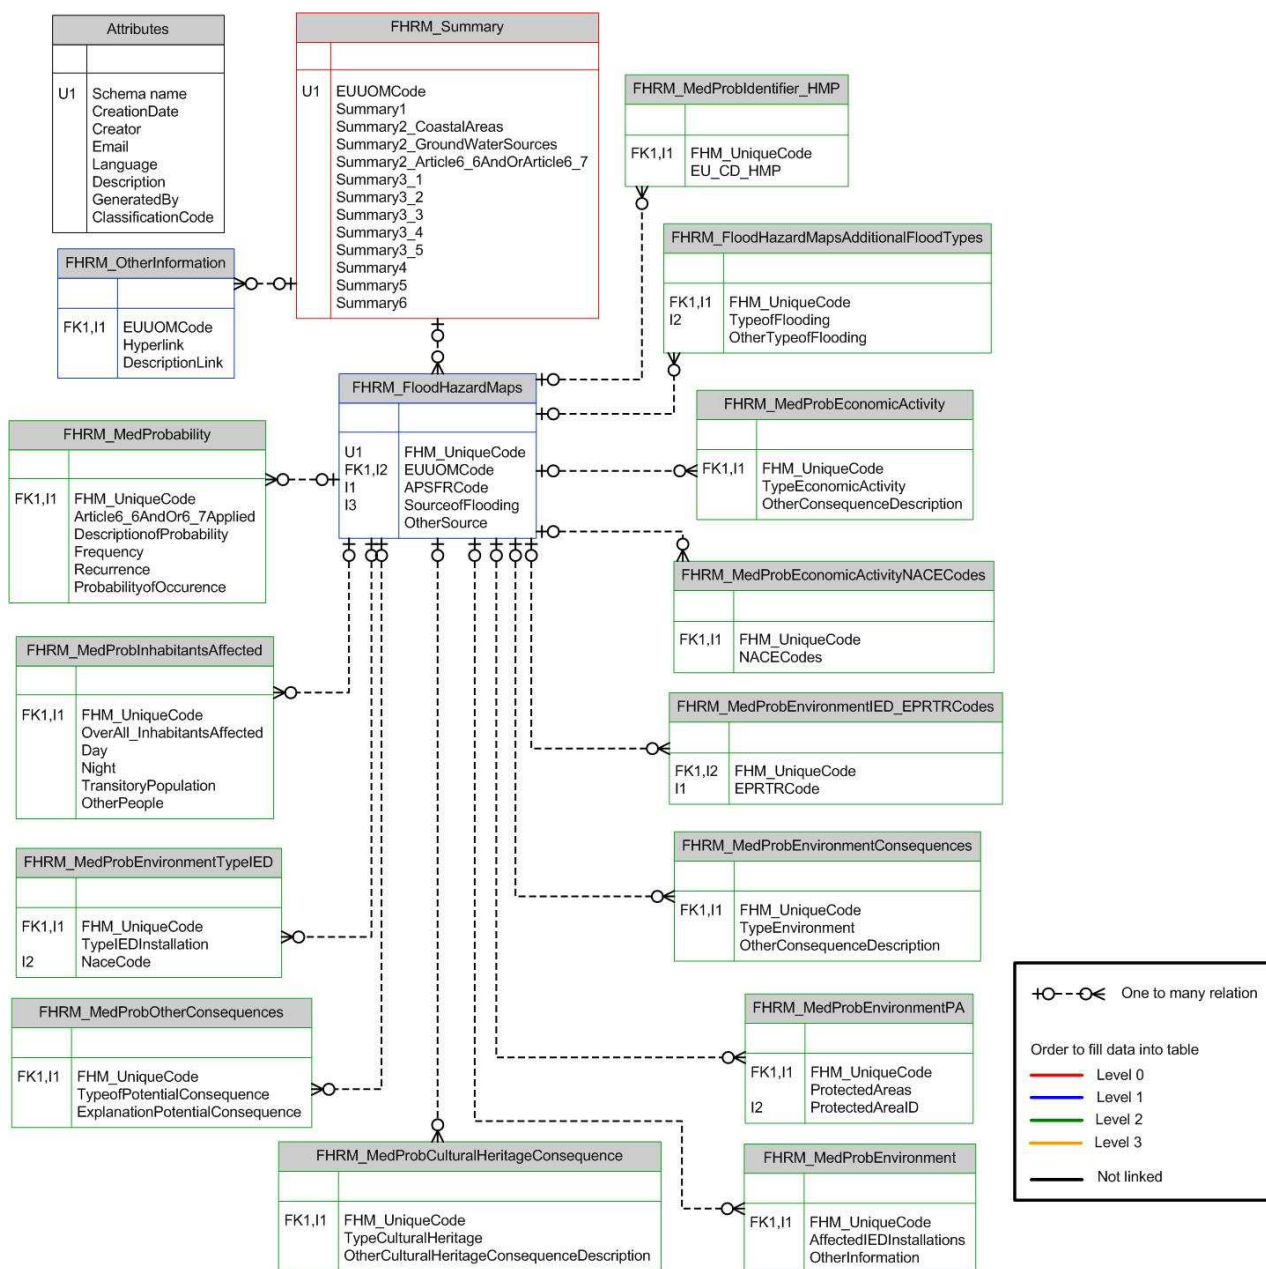 Attributes
U1 Schema name
CreationDate
Creator
Email
Language
Description
GeneratedBy
ClassificationCode
FHRM_Summary
U1 EUUOMCode
Summary1
Summary2_CoastalAreas
Summary2_GroundWaterSources
Summary2_Article6_6AndOrArticle6_7
Summary3_1
Summary3_2
Summary3_3
Summary3_4
Summary3_5
Summary4
Summary5
Summary6
FHRM_MedProbIdentifier_HMP
FK1,I1 FHM_UniqueCode
EU_CD_HMP
FHRM_OtherInformation
FK1,I1 EUUOMCode
Hyperlink
DescriptionLink
FHRM_FloodHazardMapsAdditionalFloodTypes
FK1,I1 FHM_UniqueCode
I2 TypeofFlooding
OtherTypeofFlooding
FHRM_FloodHazardMaps
U1 FHM_UniqueCode
FK1,I2 EUUOMCode
I1 APSFRCode
I3 SourceofFlooding
OtherSource
FHRM_MedProbEconomicActivity
FK1,I1 FHM_UniqueCode
TypeEconomicActivity
OtherConsequenceDescription
FHRM_MedProbability
FK1,I1 FHM_UniqueCode
Article6_6AndOr6_7Applied
DescriptionofProbability
Frequency
Recurrence
ProbabilityofOccurence
FHRM_MedProbEconomicActivityNACECodes
FK1,I1 FHM_UniqueCode
NACECodes
FHRM_MedProbInhabitantsAffected
FK1,I1 FHM_UniqueCode
OverAll_InhabitantsAffected
Day
Night
TransitoryPopulation
OtherPeople
FHRM_MedProbEnvironmentIED_EPRTRCodes
FK1,I2 FHM_UniqueCode
I1 EPRTRCode
FHRM_MedProbEnvironmentTypeIED
FK1,I1 FHM_UniqueCode
TypeIEDInstallation
I2 NaceCode
FHRM_MedProbEnvironmentConsequences
FK1,I1 FHM_UniqueCode
TypeEnvironment
OtherConsequenceDescription
FHRM_MedProbOtherConsequences
FK1,I1 FHM_UniqueCode
TypeofPotentialConsequence
ExplanationPotentialConsequence
FHRM_MedProbEnvironmentPA
FK1,I1 FHM_UniqueCode
ProtectedAreas
I2 ProtectedAreaID
FHRM_MedProbCulturalHeritageConsequence
FK1,I1 FHM_UniqueCode
TypeCulturalHeritage
OtherCulturalHeritageConsequenceDescription
FHRM_MedProbEnvironment
FK1,I1 FHM_UniqueCode
AffectedIEDInstallations
OtherInformation
One to many relation
Order to fill data into table
Level 0
Level 1
Level 2
Level 3
Not linked